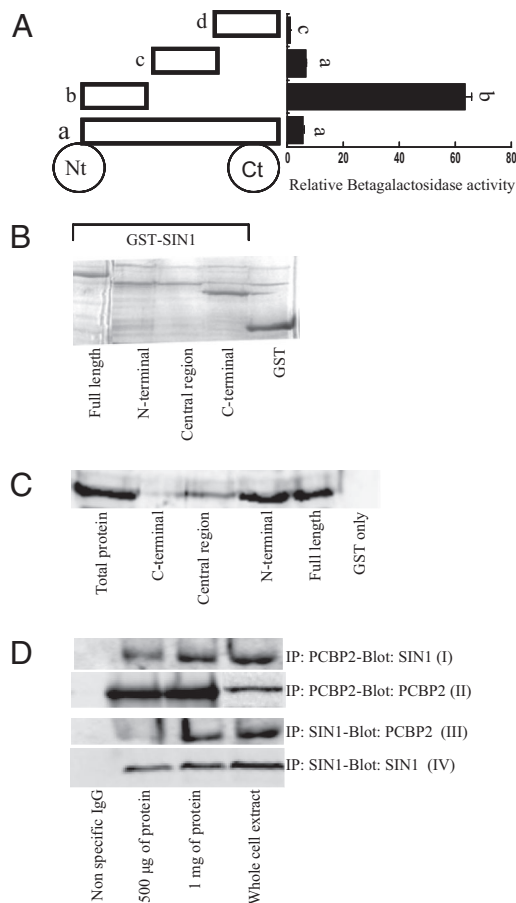 A
d
c
c
a
b
b
a
a
Nt
Ct
0 20 40 60 80
Relative Betagalactosidase activity
B
GST-SIN1
Full length
N-terminal
Central region
C-terminal
GST
C
Total protein
C-terminal
Central region
N-terminal
Full length
GST only
D
IP: PCBP2-Blot: SIN1 (I)
IP: PCBP2-Blot: PCBP2 (II)
IP: SIN1-Blot: PCBP2 (III)
IP: SIN1-Blot: SIN1 (IV)
Non specific IgG
500 µg of protein
1 mg of protein
Whole cell extract